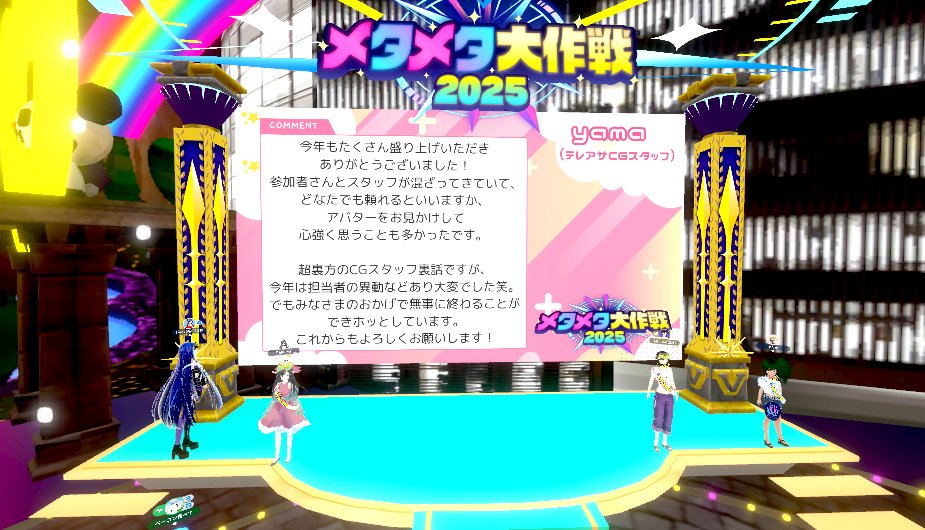 メタメタ大作戦
2025
COMMENT
今年もたくさん盛り上げいただき
ありがとうございました！
参加者さんとスタッフが混ざってきていて、
どなたでも頼れるといいますか、
アバターをお見かけして
心強く思うことも多かったです。
超裏方のCGスタッフ裏話ですが、
今年は担当者の異動などあり大変でした笑。
でもみなさまのおかげで無事に終わることが
できホッとしています。
これからもよろしくお願いします！
yama
（テレアサCGスタッフ）
メタメタ大作戦
2025